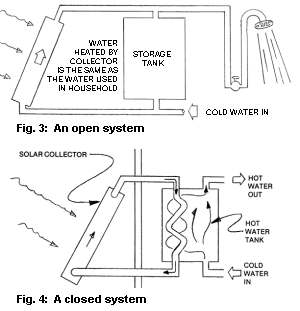 WATER
HEATED BY
COLLECTOR
IS THE SAME AS
THE WATER USED
IN HOUSEHOLD
STORAGE
TANK
COLD WATER IN
Fig. 3: An open system
SOLAR COLLECTOR
HOT
WATER
OUT
HOT
WATER
TANK
COLD
WATER
IN
Fig. 4: A closed system